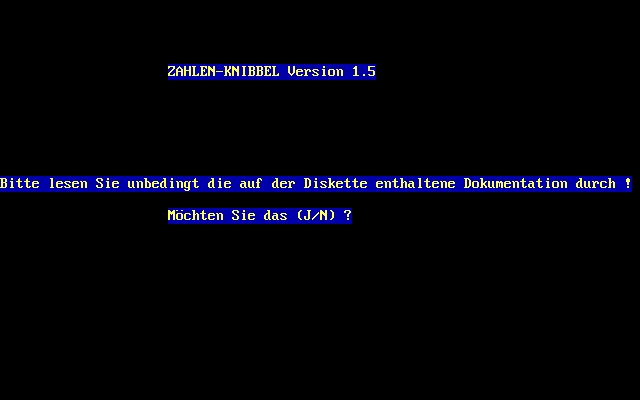 ZAHLEN-KNIBBEL Version 1.5
Bitte lesen Sie unbedingt die auf der Diskette enthaltene Dokumentation durch !
Möchten Sie das (J/N) ?